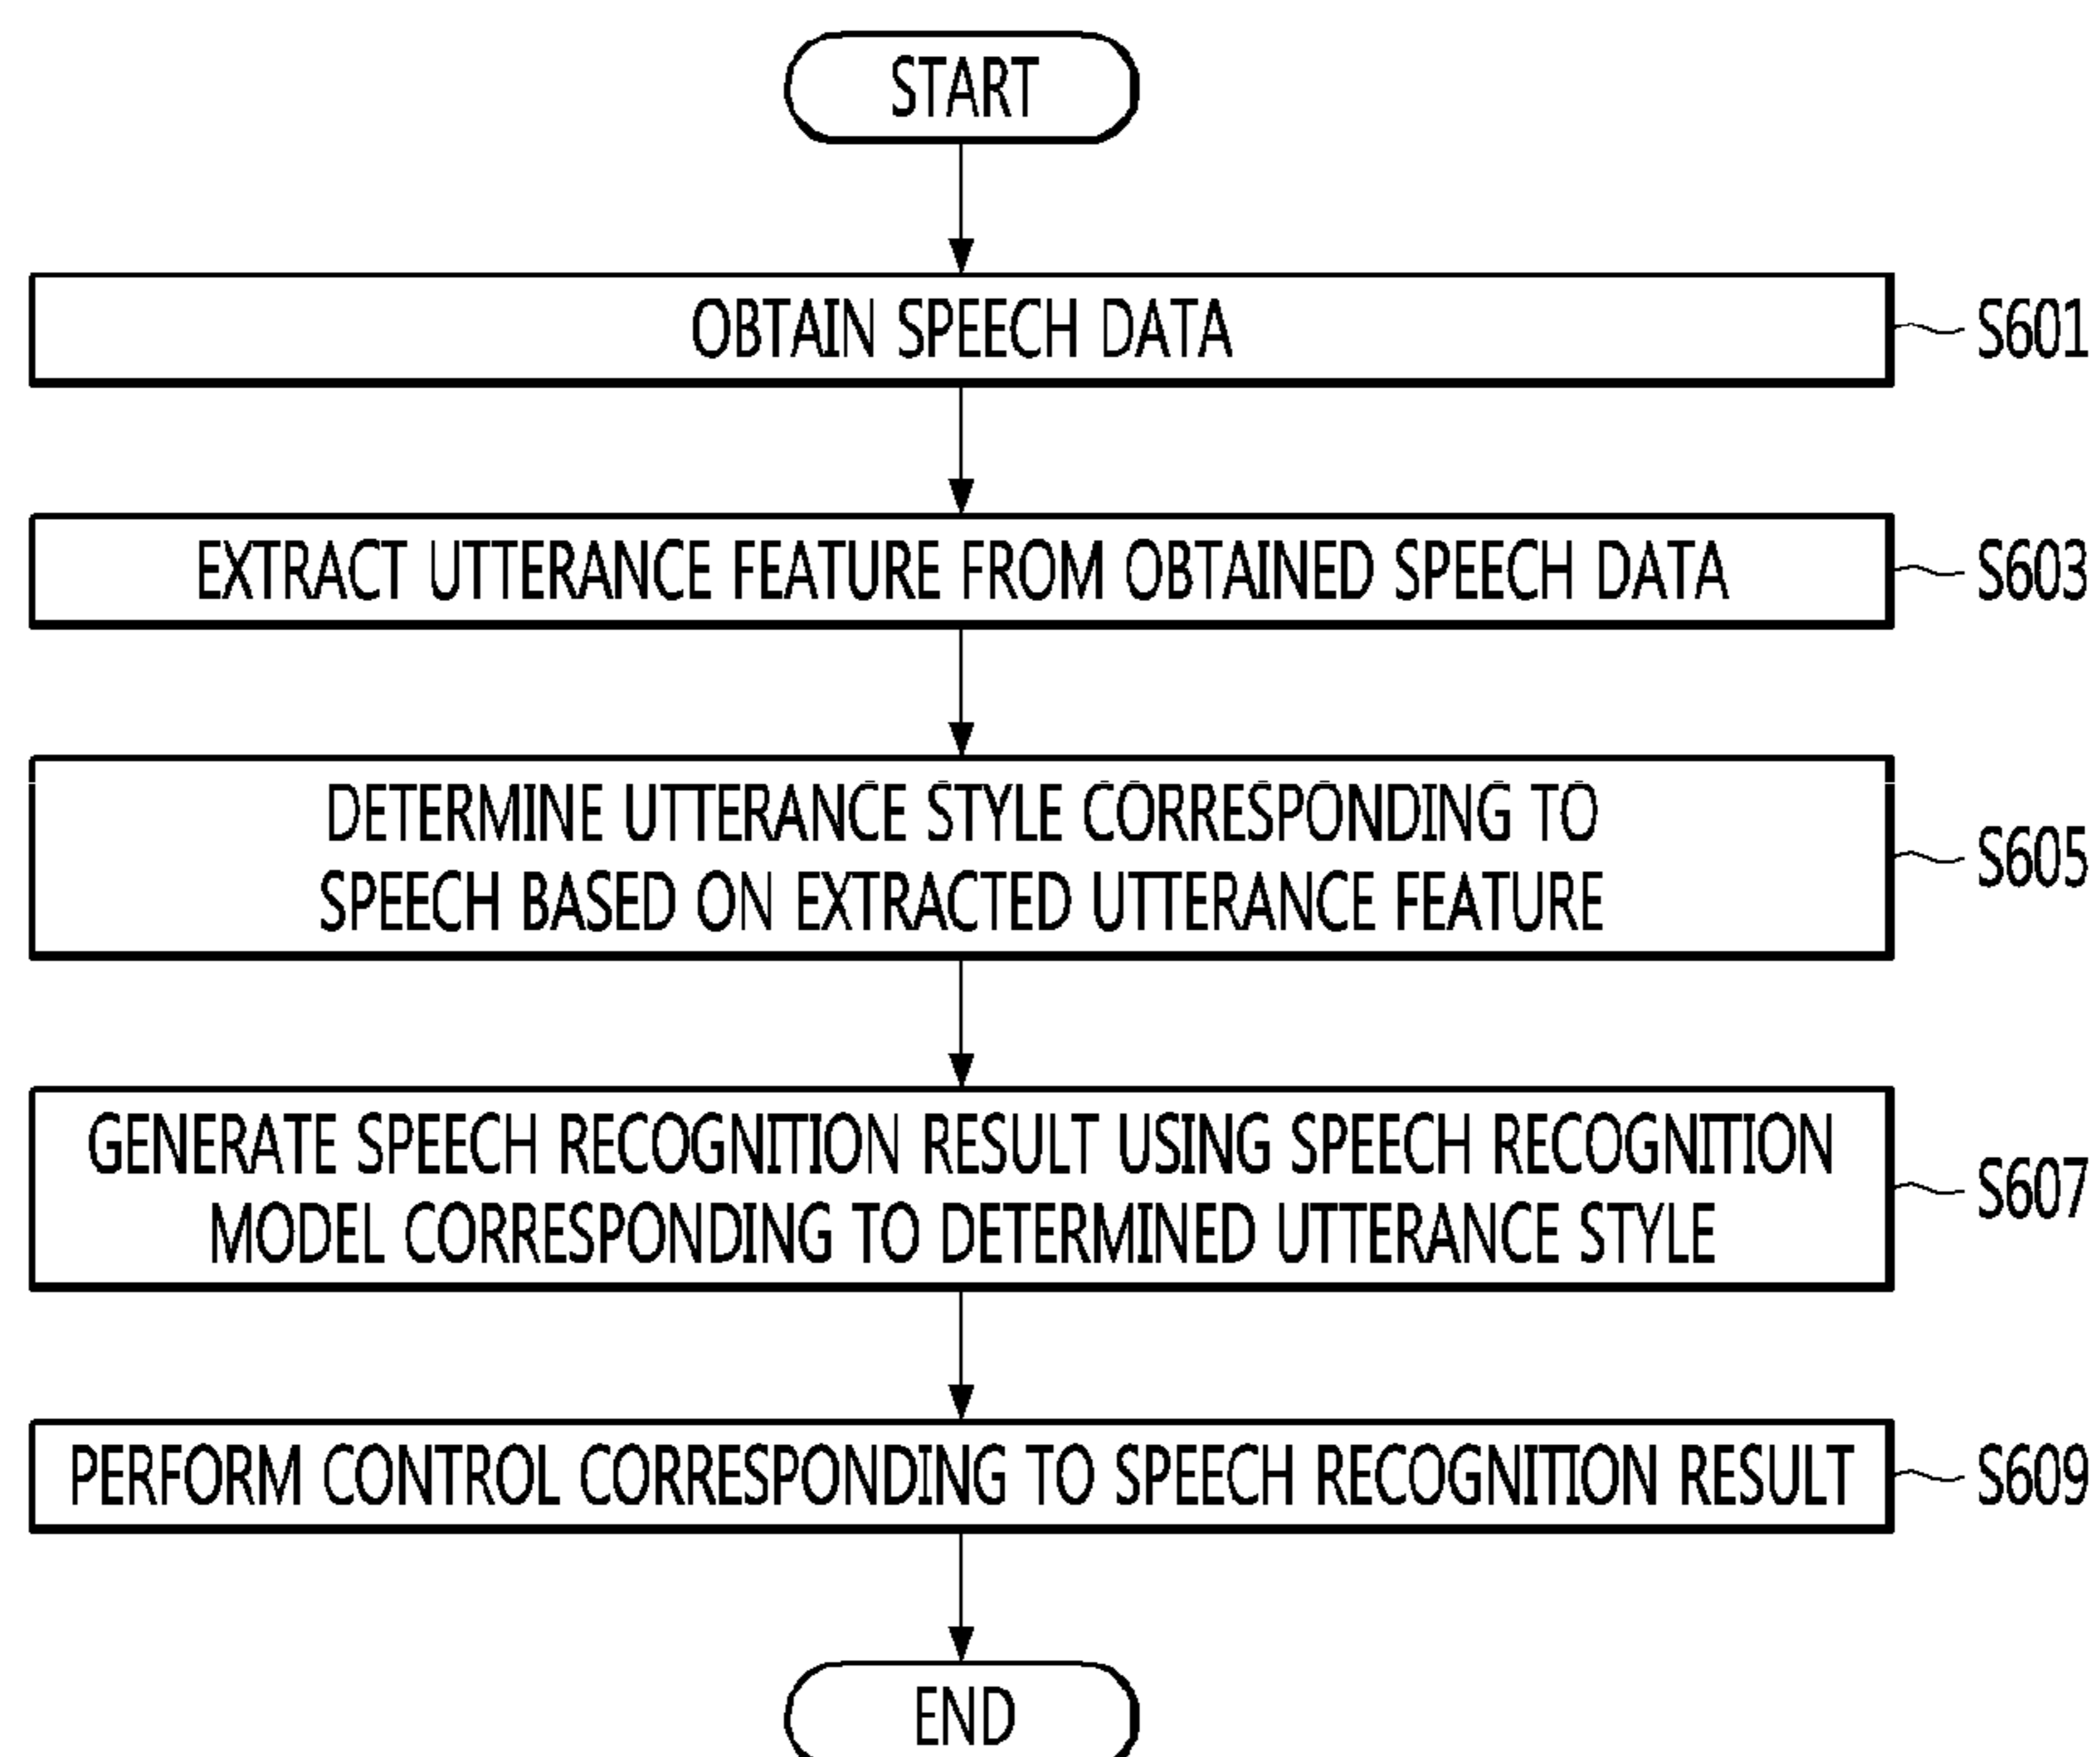 START
OBTAIN SPEECH DATA
S601
EXTRACT UTTERANCE FEATURE FROM OBTAINED SPEECH DATA
S603
DETERMINE UTTERANCE STYLE CORRESPONDING TO
SPEECH BASED ON EXTRACTED UTTERANCE FEATURE
S605
GENERATE SPEECH RECOGNITION RESULT USING SPEECH RECOGNITION
MODEL CORRESPONDING TO DETERMINED UTTERANCE STYLE
S607
PERFORM CONTROL CORRESPONDING TO SPEECH RECOGNITION RESULT
S609
END